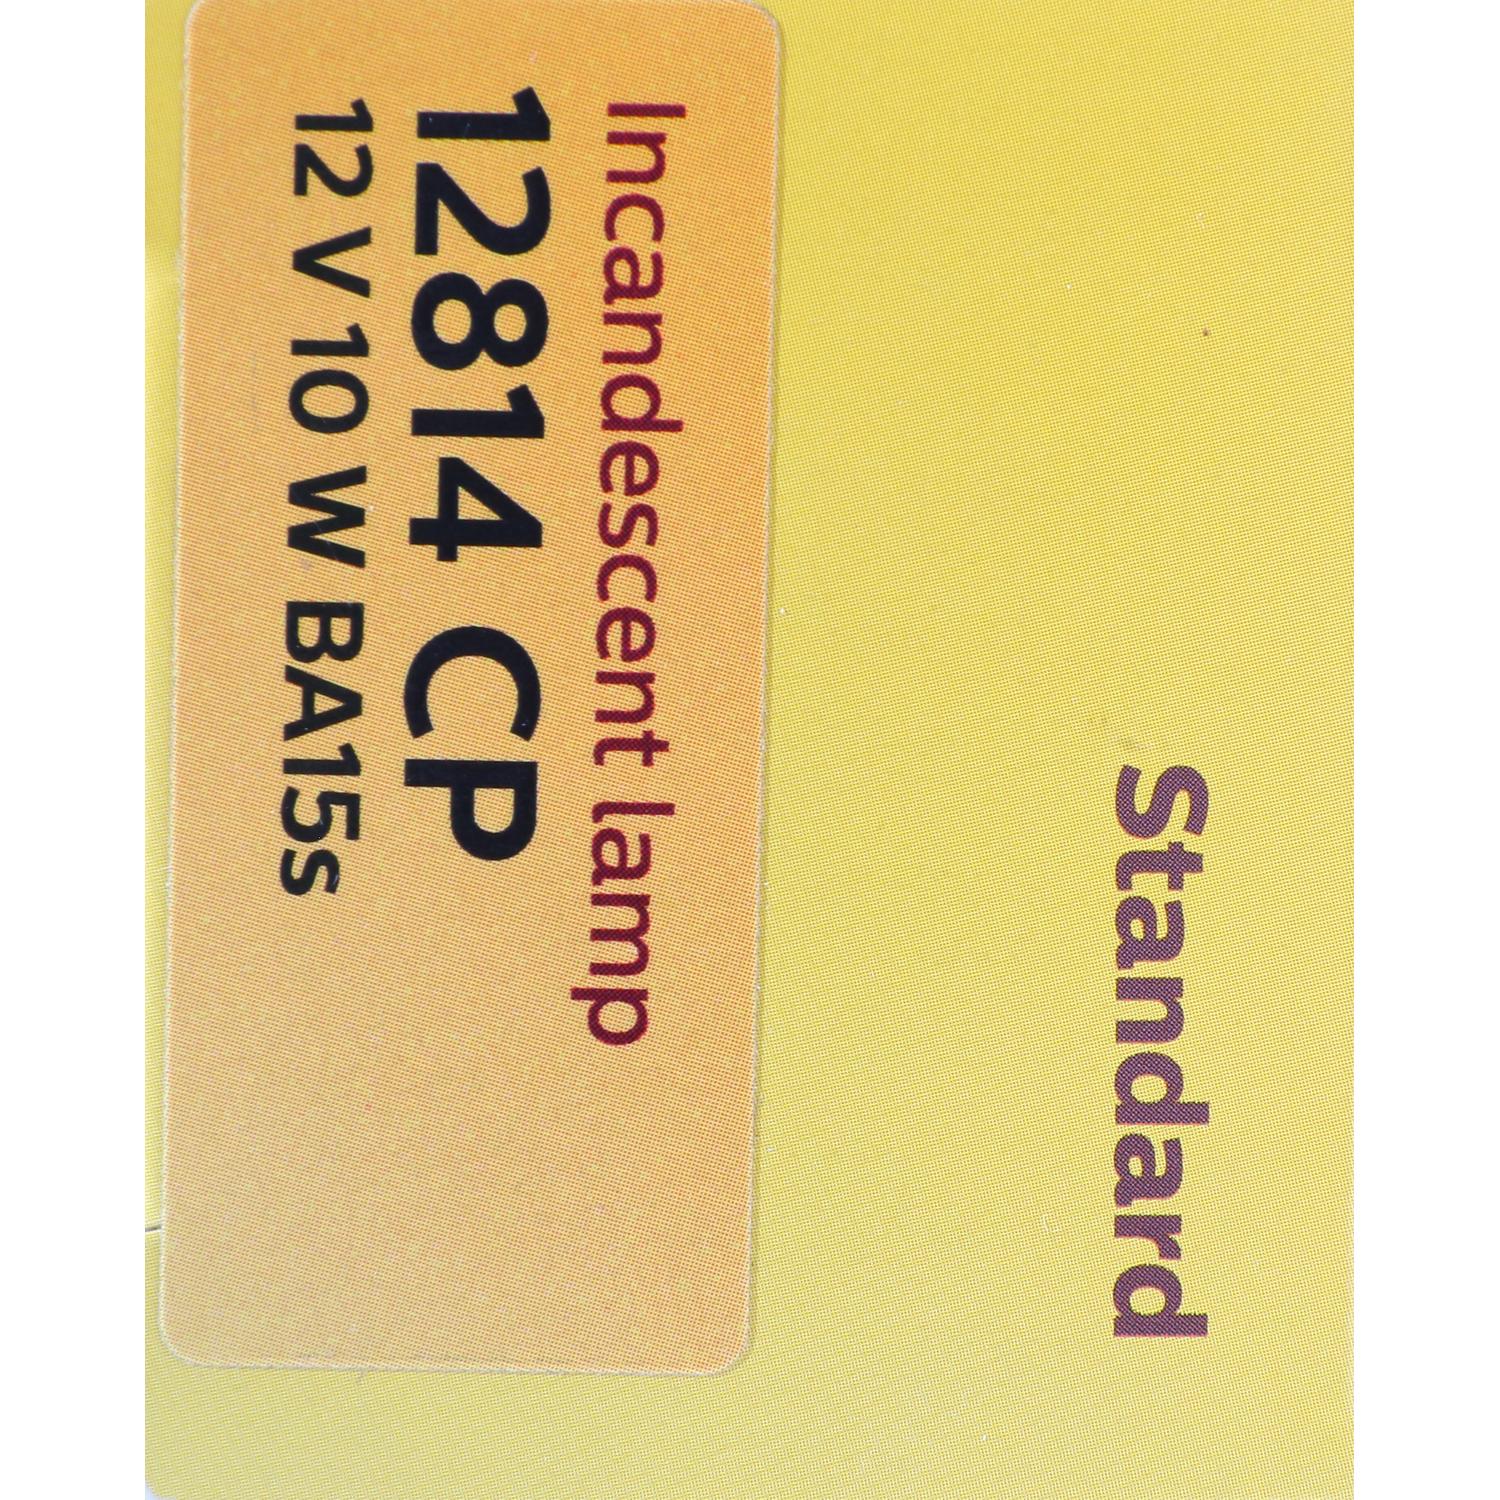 Standard
Incandescent lamp
12814 CP
12 V 10 W BA15s